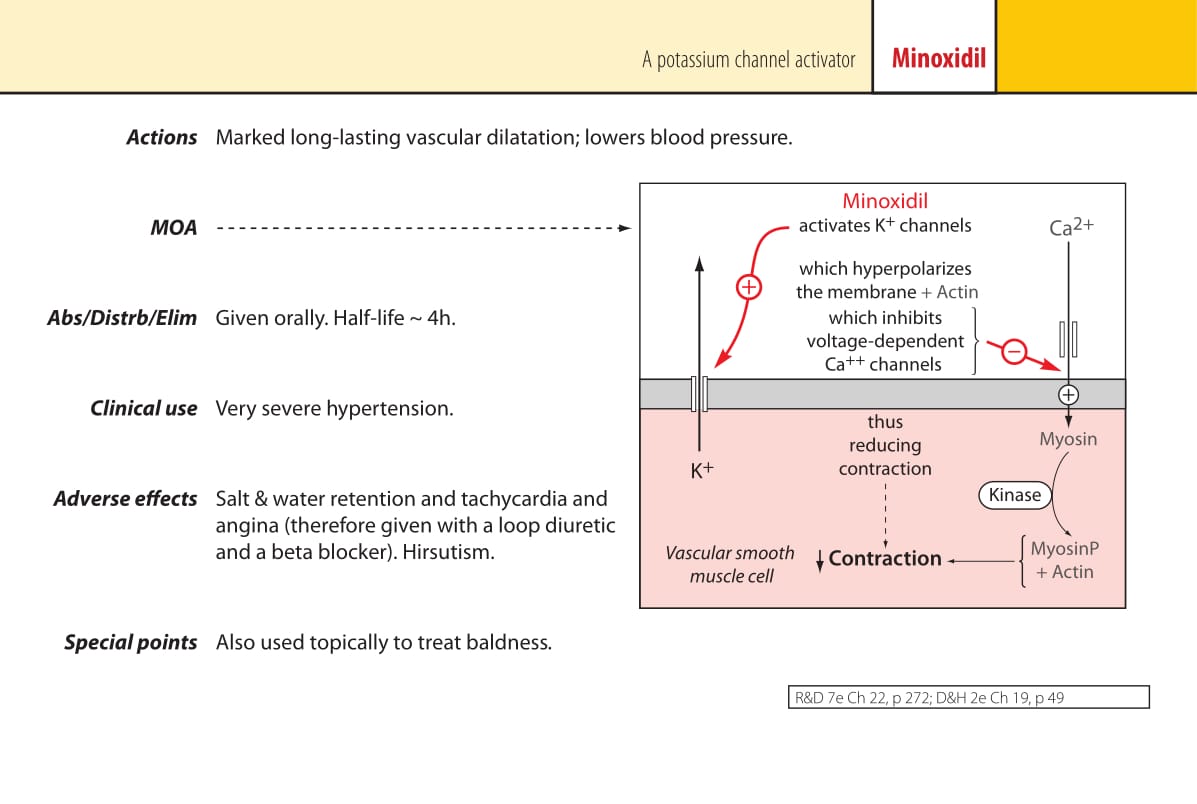 A potassium channel activator
Minoxidil
Actions Marked long-lasting vascular dilatation; lowers blood pressure.
MOA
Minoxidil
activates K+ channels
which hyperpolarizes
the membrane + Actin
which inhibits
voltage-dependent
Ca++ channels
Ca2+
+
−
+
K+
thus
reducing
contraction
Myosin
Kinase
MyosinP
+ Actin
Contraction
Vascular smooth
muscle cell
Abs/Distrb/Elim Given orally. Half-life ~ 4h.
Clinical use Very severe hypertension.
Adverse effects Salt & water retention and tachycardia and
angina (therefore given with a loop diuretic
and a beta blocker). Hirsutism.
Special points Also used topically to treat baldness.
R&D 7e Ch 22, p 272; D&H 2e Ch 19, p 49